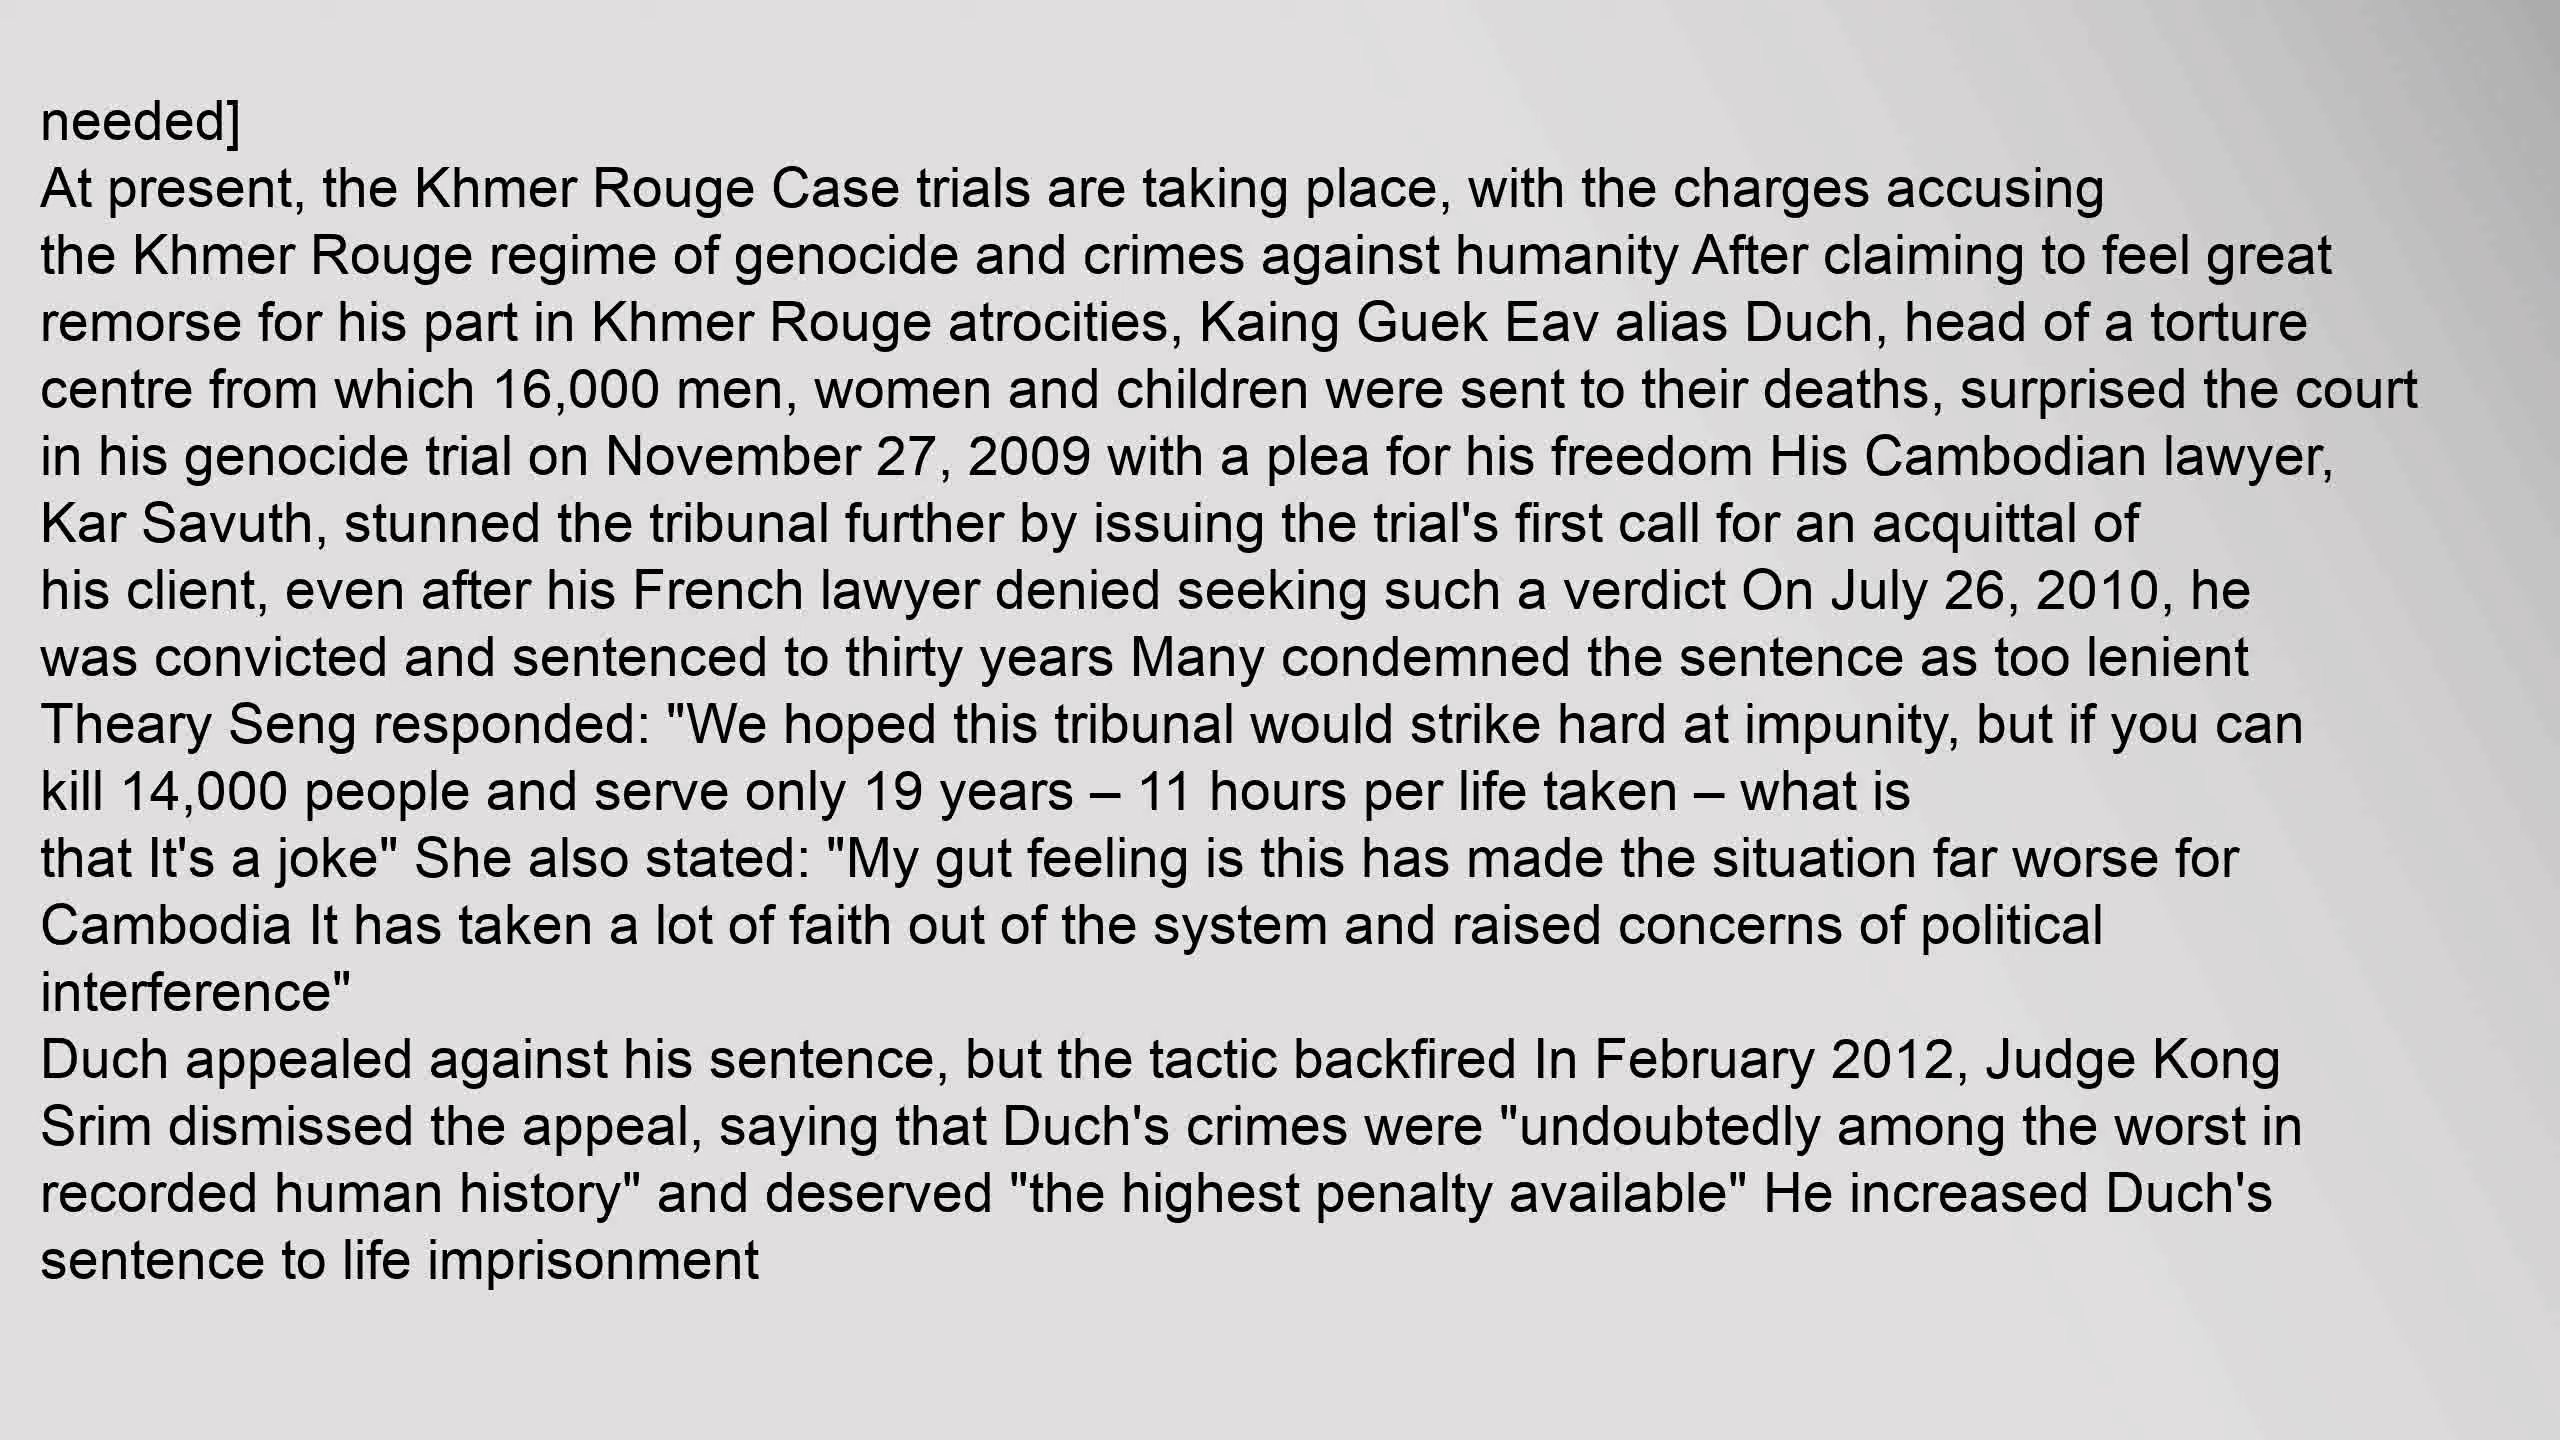 needed]
At present, the Khmer Rouge Case trials are taking place, with the charges accusing
the Khmer Rouge regime of genocide and crimes against humanity After claiming to feel great
remorse for his part in Khmer Rouge atrocities, Kaing Guek Eav alias Duch, head of a torture
centre from which 16,000 men, women and children were sent to their deaths, surprised the court
in his genocide trial on November 27, 2009 with a plea for his freedom His Cambodian lawyer,
Kar Savuth, stunned the tribunal further by issuing the trial's first call for an acquittal of
his client, even after his French lawyer denied seeking such a verdict On July 26, 2010, he
was convicted and sentenced to thirty years Many condemned the sentence as too lenient
Theary Seng responded: "We hoped this tribunal would strike hard at impunity, but if you can
kill 14,000 people and serve only 19 years – 11 hours per life taken – what is
that It's a joke" She also stated: "My gut feeling is this has made the situation far worse for
Cambodia It has taken a lot of faith out of the system and raised concerns of political
interference"
Duch appealed against his sentence, but the tactic backfired In February 2012, Judge Kong
Srim dismissed the appeal, saying that Duch's crimes were "undoubtedly among the worst in
recorded human history" and deserved "the highest penalty available" He increased Duch's
sentence to life imprisonment